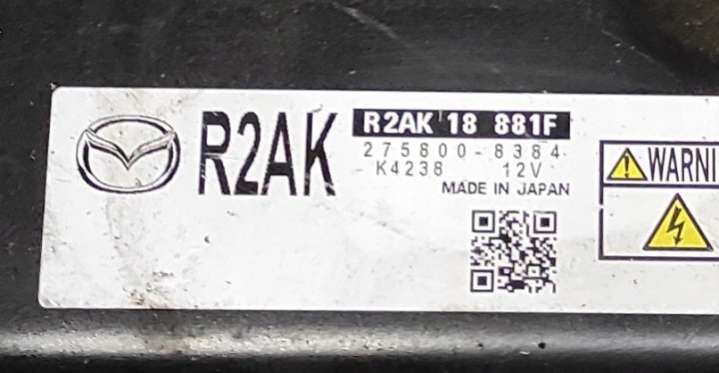 R2AK
R2AK 18 881F
275800-8384
K4238 12V
MADE IN JAPAN
WARNI